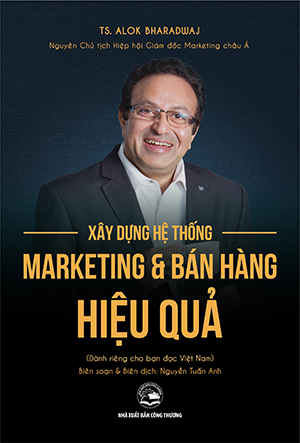 TS. ALOK BHARADWAJ
Nguyên Chủ tịch Hiệp hội Giám đốc Marketing châu Á
XÂY DỰNG HỆ THỐNG
MARKETING & BÁN HÀNG
HIỆU QUẢ
(Dành riêng cho bạn đọc Việt Nam)
Biên soạn & Biên dịch: Nguyễn Tuấn Anh
NHÀ XUẤT BẢN CÔNG THƯƠNG